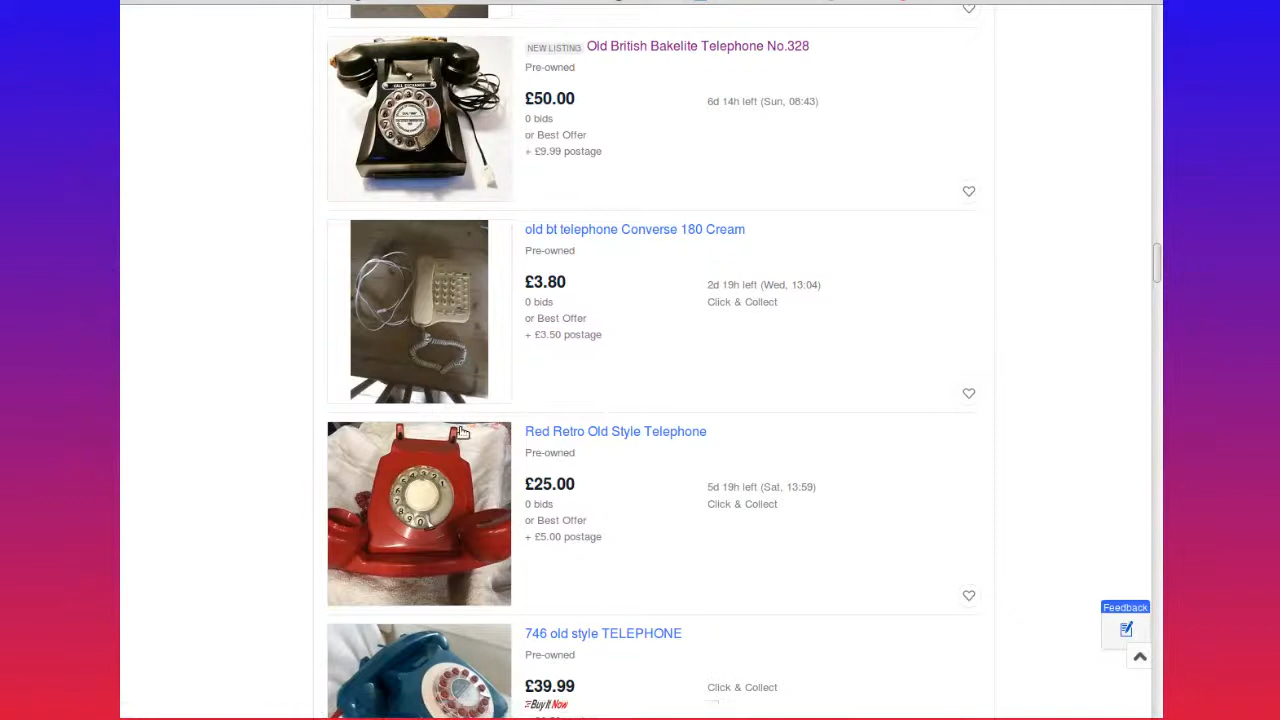 NEW LISTING Old British Bakelite Telephone No.328
Pre-owned
£50.00
6d 14h left (Sun, 08:43)
0 bids
or Best Offer
+ £9.99 postage
CALL EXCHANGE
old bt telephone Converse 180 Cream
Pre-owned
£3.80
2d 19h left (Wed, 13:04)
0 bids
Click & Collect
or Best Offer
+ £3.50 postage
Red Retro Old Style Telephone
Pre-owned
£25.00
5d 19h left (Sat, 13:59)
0 bids
Click & Collect
or Best Offer
+ £5.00 postage
Feedback
746 old style TELEPHONE
Pre-owned
£39.99
Click & Collect
Buy It Now